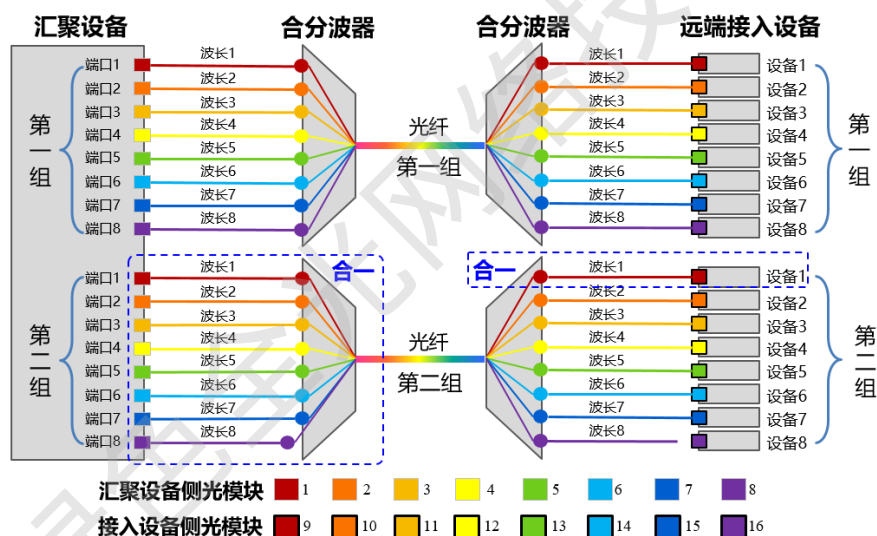 汇聚设备 合分波器 合分波器 远端接入设备
第一组
端口1 波长1 波长1 设备1
端口2 波长2 波长2 设备2
端口3 波长3 波长3 设备3
端口4 波长4 波长4 设备4
端口5 波长5 波长5 设备5
端口6 波长6 波长6 设备6
端口7 波长7 波长7 设备7
端口8 波长8 波长8 设备8
光纤
第一组
第一组
合一 合一
第二组
端口1 波长1 波长1 设备1
端口2 波长2 波长2 设备2
端口3 波长3 波长3 设备3
端口4 波长4 波长4 设备4
端口5 波长5 波长5 设备5
端口6 波长6 波长6 设备6
端口7 波长7 波长7 设备7
端口8 波长8 波长8 设备8
光纤
第二组
第二组
汇聚设备侧光模块 1 2 3 4 5 6 7 8
接入设备侧光模块 9 10 11 12 13 14 15 16